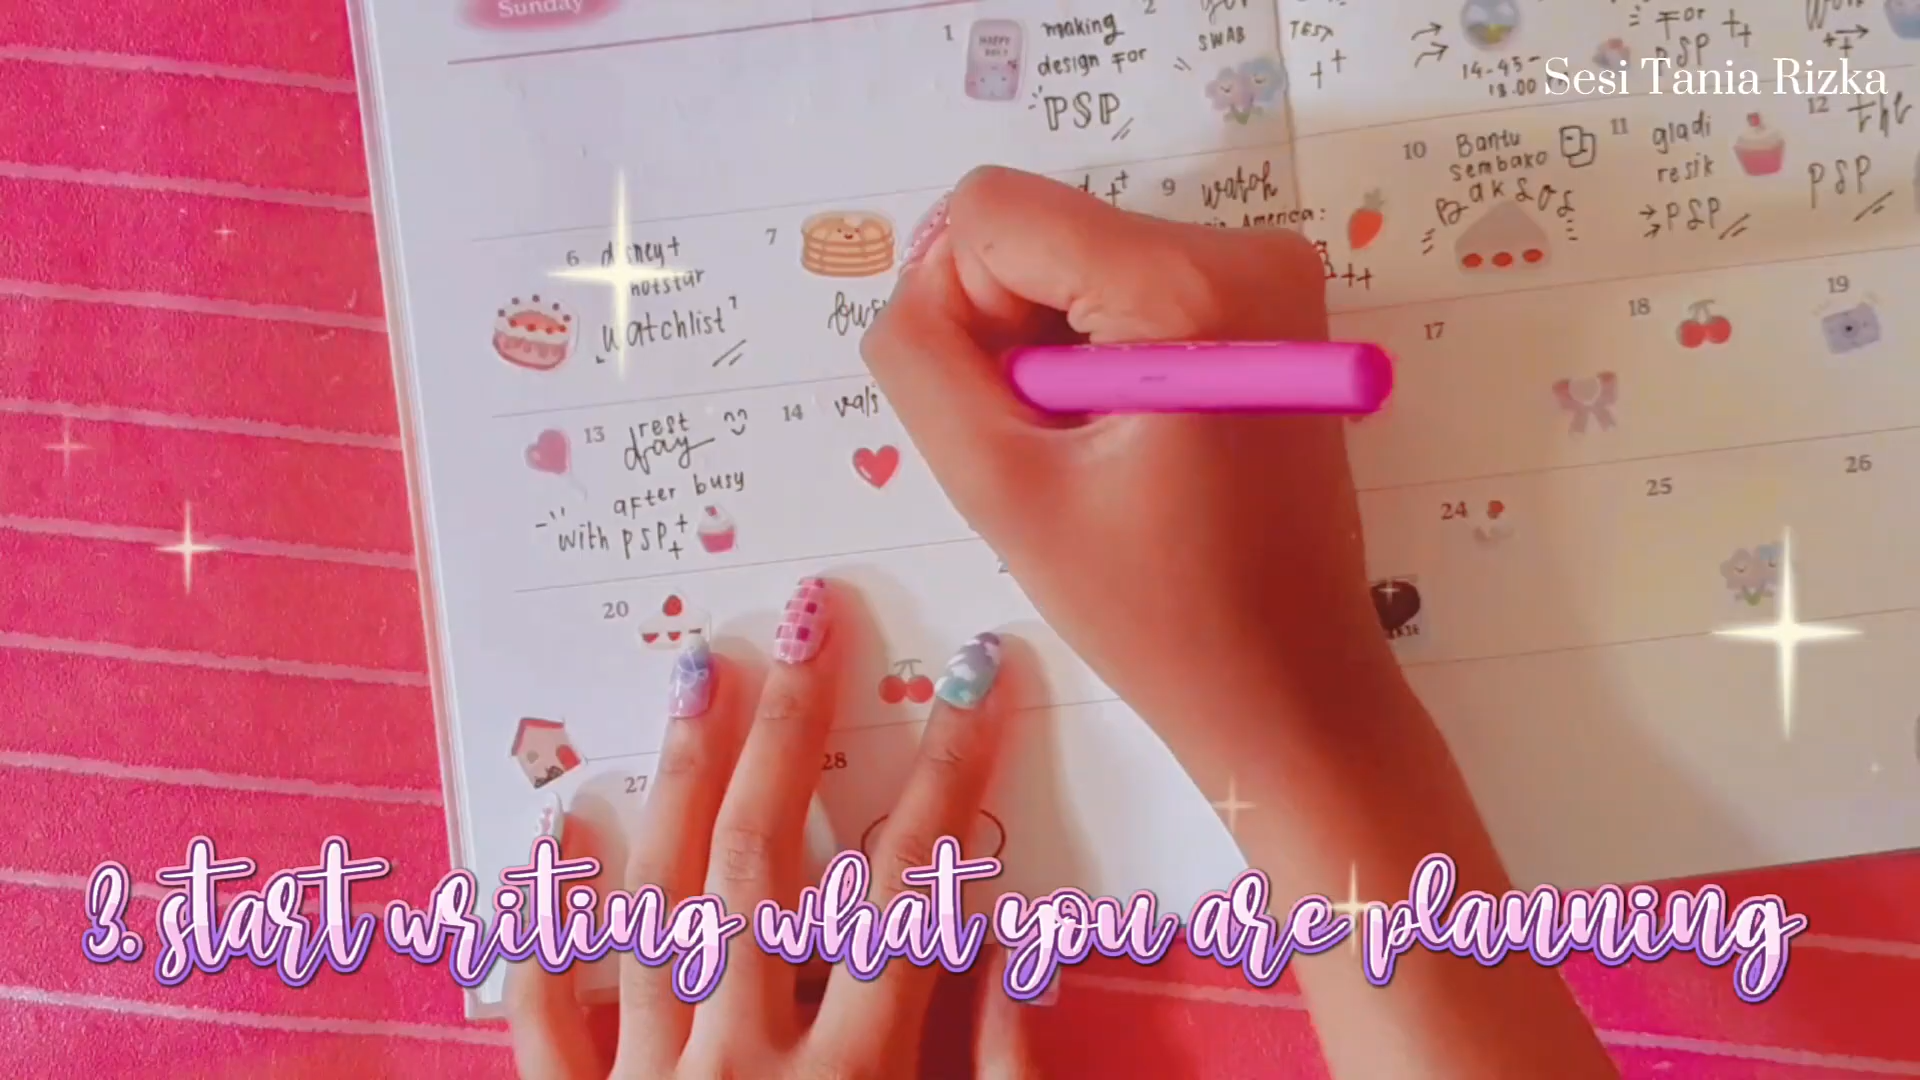 Sunday
1
making
design For
PSP
2
SWAB
TEST
++
14.45-
Sesi Tania Rizka
For
PSP
++
6
disney+
hotstar
watchlist
7
9
watch
America:
++
10
Bantu
sembako
Baksos
11
gladi
resik
PSP
12
PSP
13
rest
day
after busy
with PSP++
14
17
18
19
20
24
25
26
27
28
3. start writing what you are planning